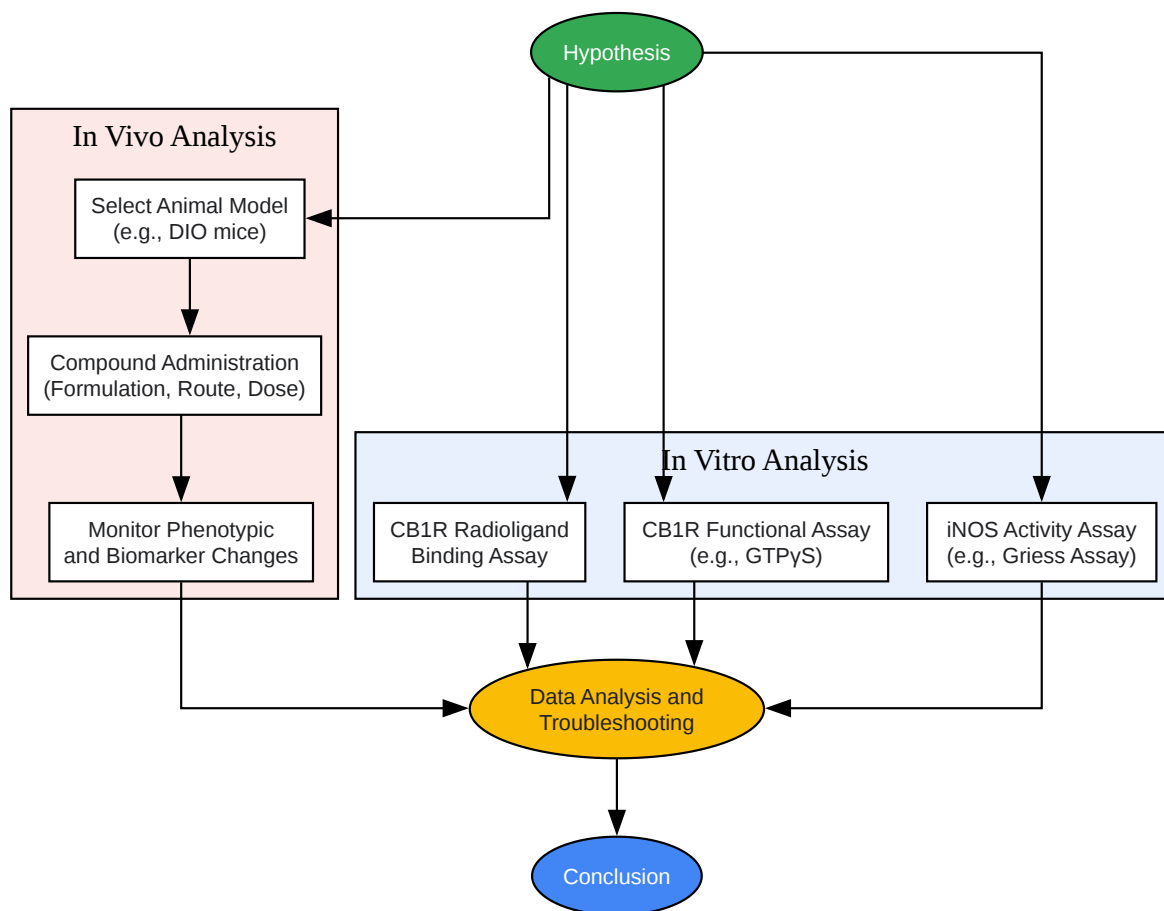 Hypothesis
In Vivo Analysis
Select Animal Model
(e.g., DIO mice)
Compound Administration
(Formulation, Route, Dose)
Monitor Phenotypic
and Biomarker Changes
In Vitro Analysis
CB1R Radioligand
Binding Assay
CB1R Functional Assay
(e.g., GTPγS)
iNOS Activity Assay
(e.g., Griess Assay)
Data Analysis and
Troubleshooting
Conclusion